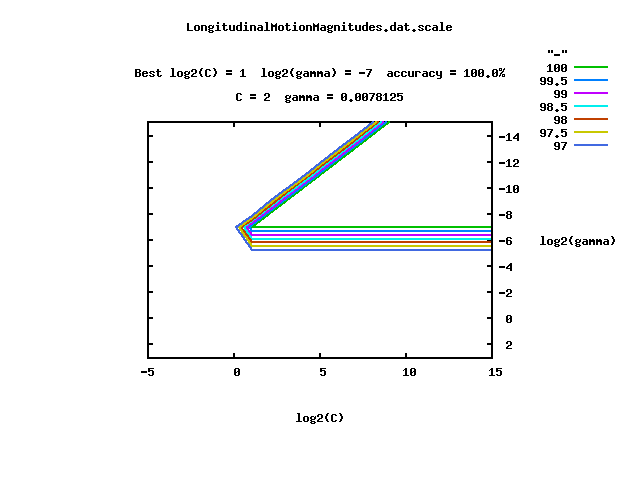 LongitudinalMotionMagnitudes.dat.scale
Best log2(C) = 1  log2(gamma) = -7  accuracy = 100.0%
C = 2  gamma = 0.0078125
"-"
100
99.5
99
98.5
98
97.5
97
-14
-12
-10
-8
-6
-4
-2
0
2
log2(gamma)
-5 0 5 10 15
log2(C)